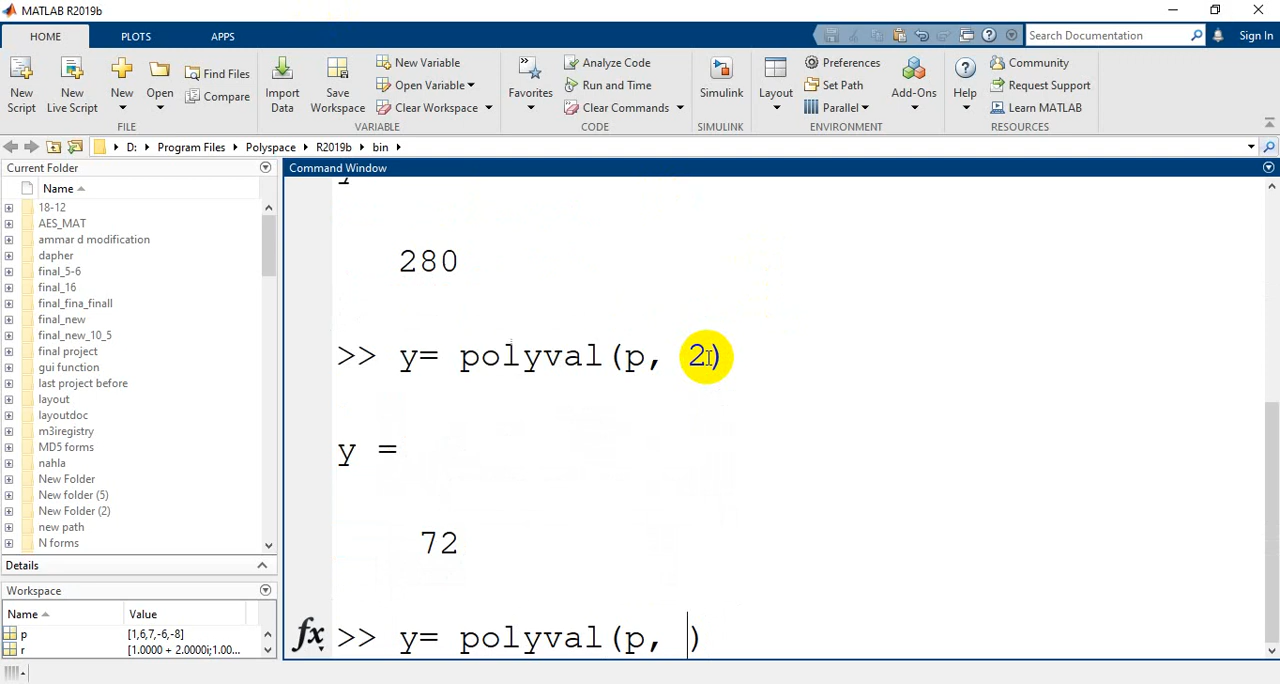 MATLAB R2019b
HOME PLOTS APPS Search Documentation Sign In
New Script New Live Script New Open Find Files Compare Import Data Save Workspace New Variable Open Variable Clear Workspace Favorites Analyze Code Run and Time Clear Commands Simulink Layout Preferences Set Path Parallel Add-Ons Help Community Request Support Learn MATLAB
FILE VARIABLE CODE SIMULINK ENVIRONMENT RESOURCES
D: Program Files Polyspace R2019b bin
Current Folder
Name
18-12
AES_MAT
ammar d modification
dapher
final_5-6
final_16
final_fina_finall
final_new
final_new_10_5
final project
gui function
last project before
layout
layoutdoc
m3iregistry
MD5 forms
nahla
New Folder
New folder (5)
New Folder (2)
new path
N forms
Details
Workspace
Name Value
p [1,6,7,-6,-8]
r [1.0000 + 2.0000i;1.00...
Command Window
280
>> y= polyval(p, 2)
y =
72
fx >> y= polyval(p, )